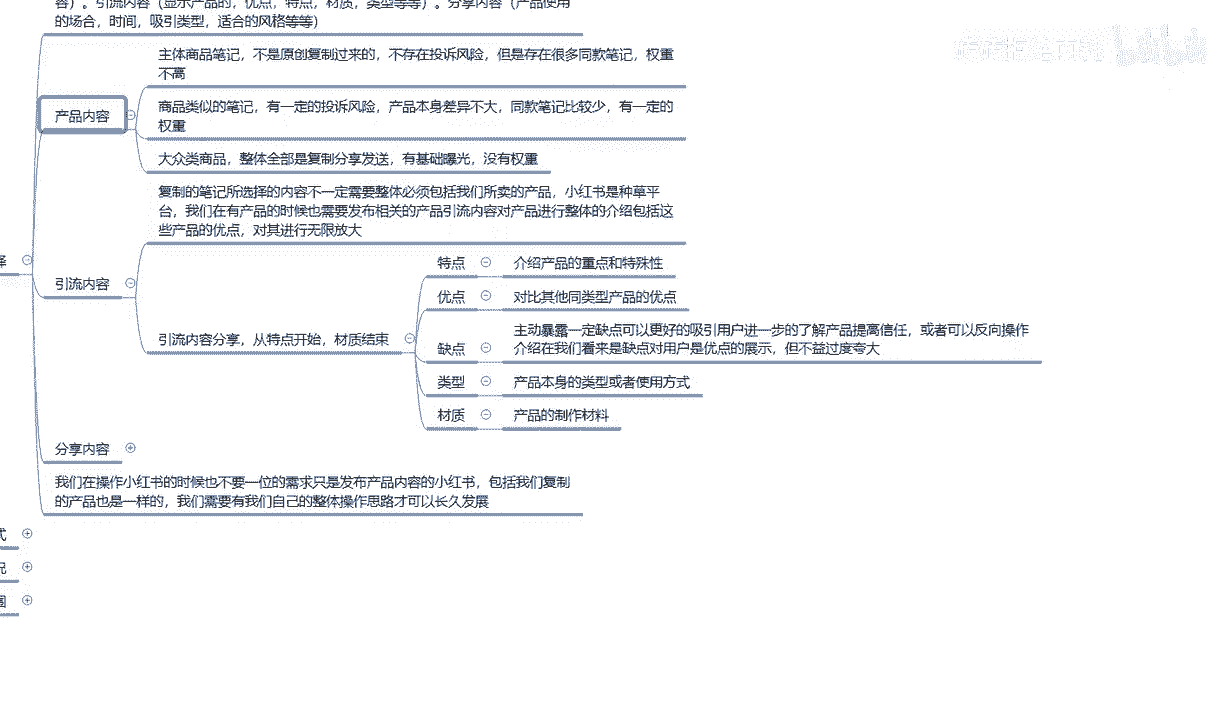 容）。引流内容（显示产品的，优点，特点，材质，类型等等）。分享内容（产品使用
的场合，时间，吸引类型，适合的风格等等）
主体商品笔记，不是原创复制过来的，不存在投诉风险，但是存在很多同款笔记，权重
不高
产品内容
商品类似的笔记，有一定的投诉风险，产品本身差异不大，同款笔记比较少，有一定的
权重
大众类商品，整体全部是复制分享发送，有基础曝光，没有权重
复制的笔记所选择的内容不一定需要整体必须包括我们所卖的产品，小红书是种草平
台，我们在有产品的时候也需要发布相关的产品引流内容对产品进行整体的介绍包括这
些产品的优点，对其进行无限放大
引流内容
引流内容分享，从特点开始，材质结束
特点
介绍产品的重点和特殊性
优点
对比其他同类型产品的优点
缺点
主动暴露一定缺点可以更好的吸引用户进一步的了解产品提高信任，或者可以反向操作
介绍在我们看来是缺点对用户是优点的展示，但不益过度夸大
类型
产品本身的类型或者使用方式
材质
产品的制作材料
分享内容
我们在操作小红书的时候也不要一位的需求只是发布产品内容的小红书，包括我们复制
的产品也是一样的，我们需要有我们自己的整体操作思路才可以长久发展
式
况
围
bilibili